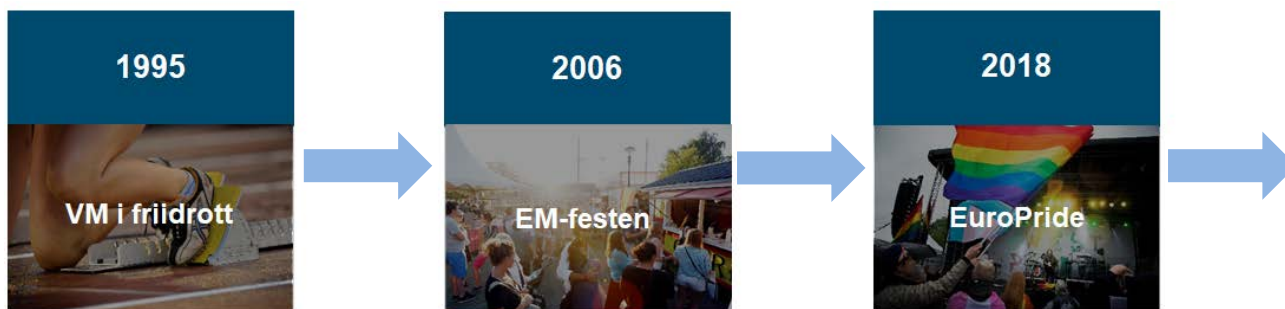 1995
VM i friidrott
2006
EM-festen
2018
EuroPride